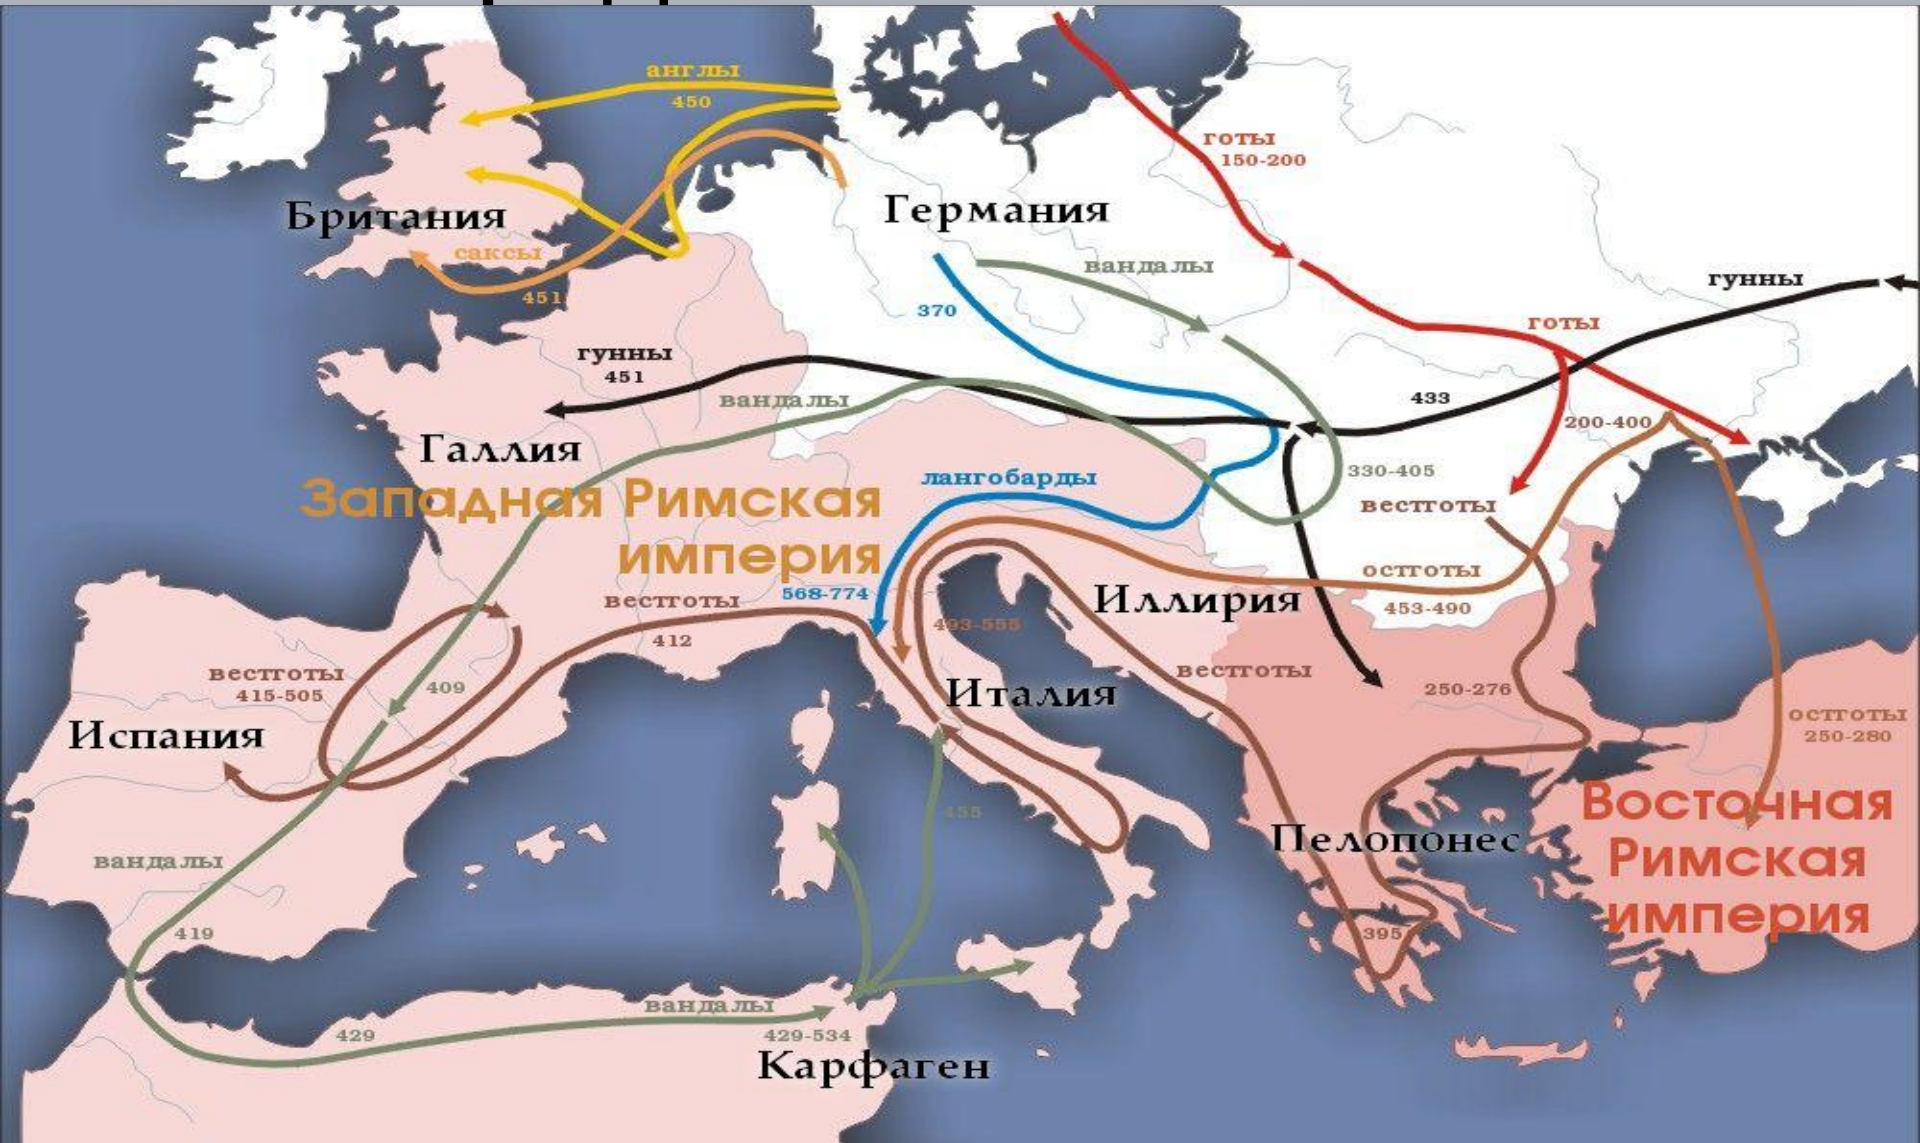 англы
450
готы
150-200
Германия
Британия
саксы
451
вандалы
гунны
370
готы
гунны
451
433
вандалы
200-400
Галлия
330-405
лангобарды
Западная Римская
империя
вестготы
остготы
453-490
568-774
Иллирия
вестготы
412
493-555
вестготы
415-505
409
вестготы
250-276
Италия
остготы
250-280
Испания
455
Восточная
Римская
империя
Пелопонес
вандалы
419
395
вандалы
429
429-534
Карфаген